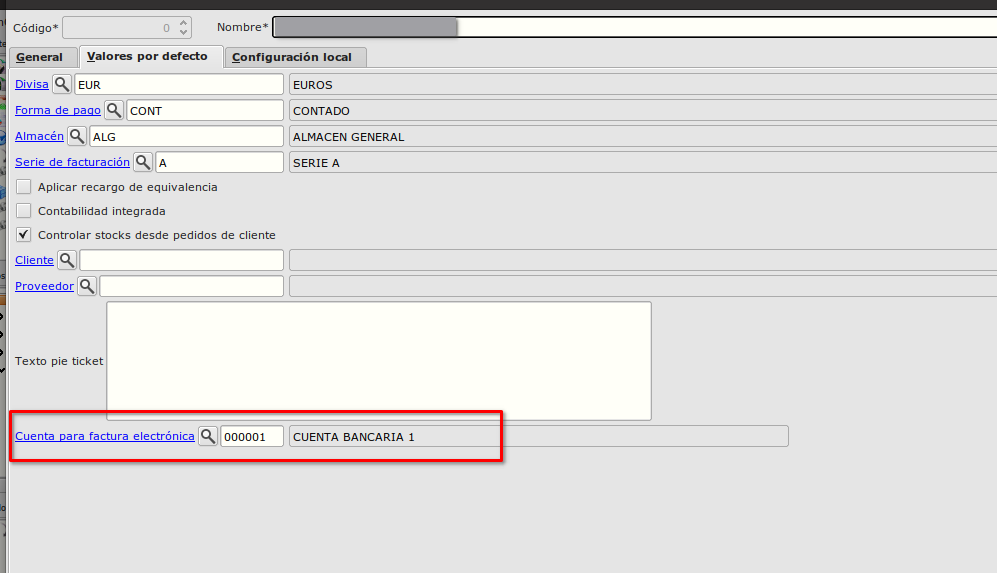 Código* 0 Nombre*
General Valores por defecto Configuración local
Divisa EUR EUROS
Forma de pago CONT CONTADO
Almacén ALG ALMACEN GENERAL
Serie de facturación A SERIE A
Aplicar recargo de equivalencia
Contabilidad integrada
Controlar stocks desde pedidos de cliente
Cliente
Proveedor
Texto pie ticket
Cuenta para factura electrónica 000001 CUENTA BANCARIA 1